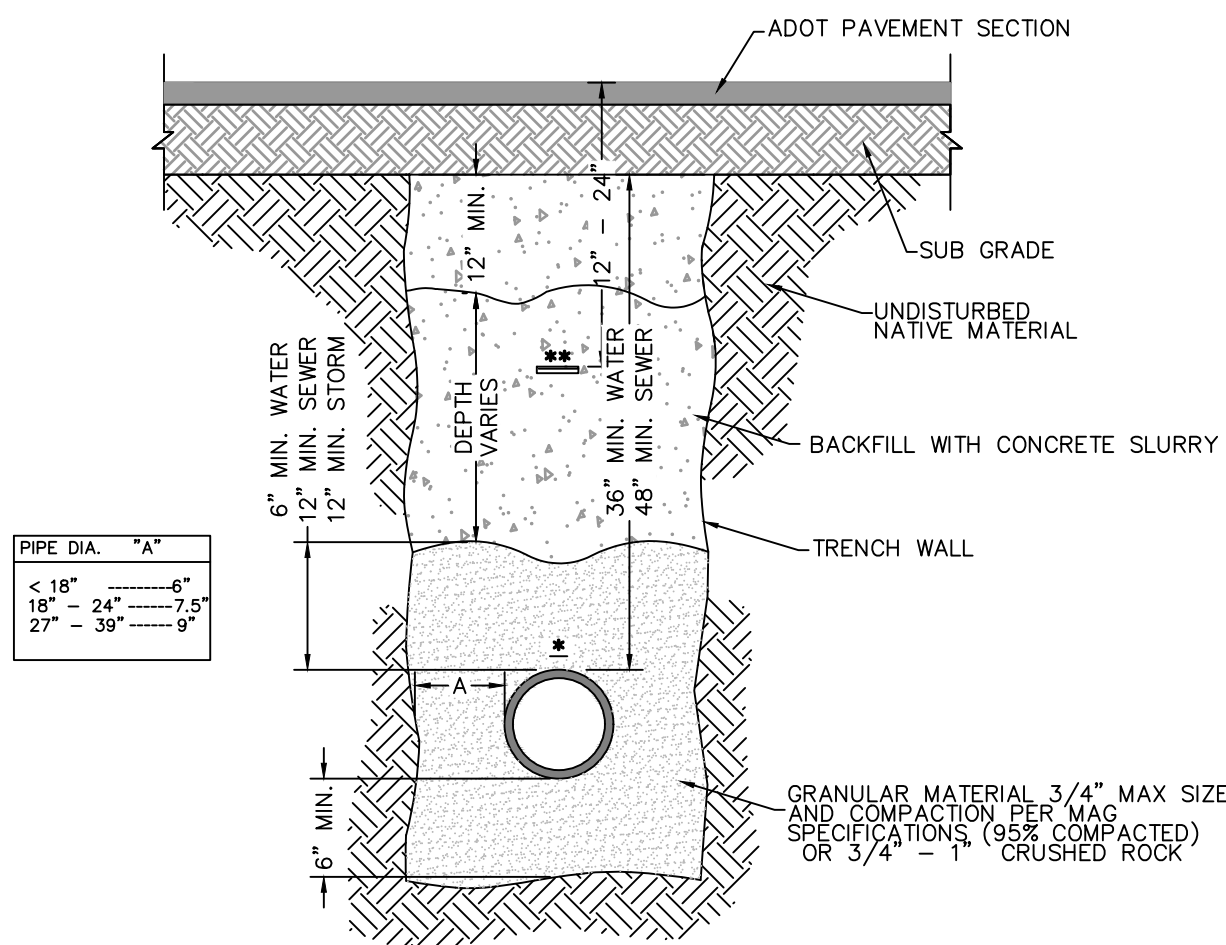 ADOT PAVEMENT SECTION
12” MIN.
12” – 24”
SUB GRADE
UNDISTURBED
NATIVE MATERIAL
6” MIN. WATER
12” MIN. SEWER
12” MIN. STORM
DEPTH
VARIES
**
36” MIN. WATER
48” MIN. SEWER
BACKFILL WITH CONCRETE SLURRY
TRENCH WALL
PIPE DIA. ”A”
< 18” ---------6”
18” – 24” ------7.5”
27” – 39” ------ 9”
*
A
6” MIN.
GRANULAR MATERIAL 3/4” MAX SIZE
AND COMPACTION PER MAG
SPECIFICATIONS (95% COMPACTED)
OR 3/4” – 1” CRUSHED ROCK